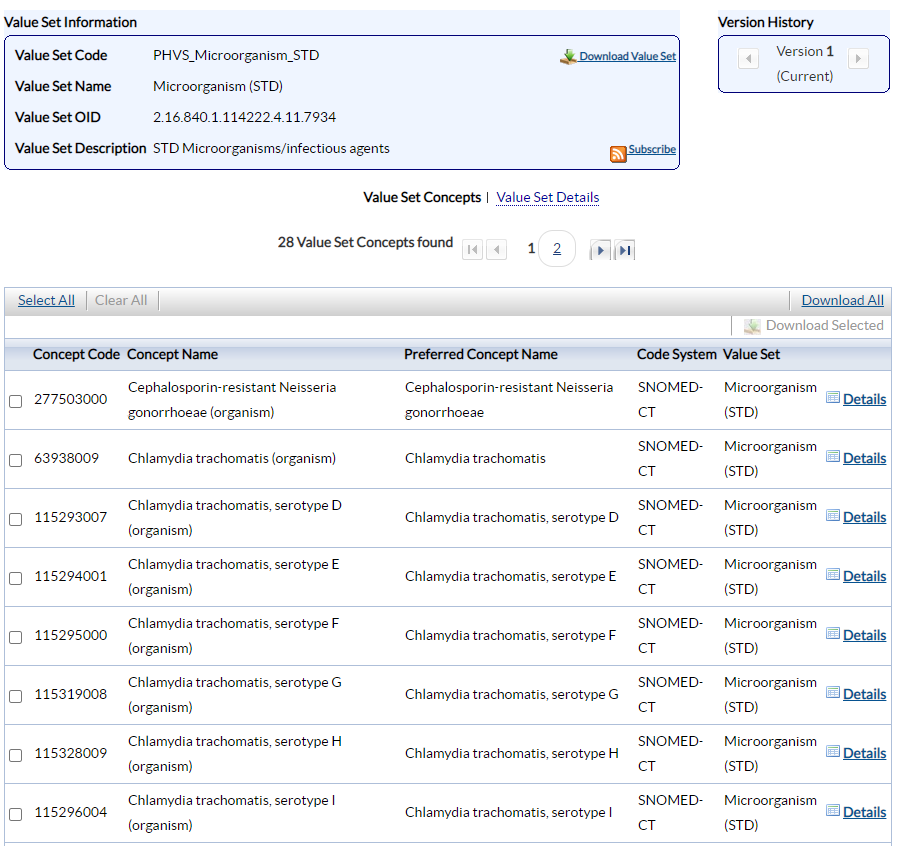 Value Set Information
Version History
Value Set Code PHVS_Microorganism_STD Download Value Set
Value Set Name Microorganism (STD)
Value Set OID 2.16.840.1.114222.4.11.7934
Value Set Description STD Microorganisms/infectious agents Subscribe
Version 1
(Current)
Value Set Concepts | Value Set Details
28 Value Set Concepts found 1 2
Select All Clear All Download All
Download Selected
Concept Code Concept Name Preferred Concept Name Code System Value Set
277503000 Cephalosporin-resistant Neisseria Cephalosporin-resistant Neisseria SNOMED- Microorganism Details
gonorrhoeae (organism) gonorrhoeae CT (STD)
63938009 Chlamydia trachomatis (organism) Chlamydia trachomatis SNOMED- Microorganism Details
CT (STD)
115293007 Chlamydia trachomatis, serotype D Chlamydia trachomatis, serotype D SNOMED- Microorganism Details
(organism) CT (STD)
115294001 Chlamydia trachomatis, serotype E Chlamydia trachomatis, serotype E SNOMED- Microorganism Details
(organism) CT (STD)
115295000 Chlamydia trachomatis, serotype F Chlamydia trachomatis, serotype F SNOMED- Microorganism Details
(organism) CT (STD)
115319008 Chlamydia trachomatis, serotype G Chlamydia trachomatis, serotype G SNOMED- Microorganism Details
(organism) CT (STD)
115328009 Chlamydia trachomatis, serotype H Chlamydia trachomatis, serotype H SNOMED- Microorganism Details
(organism) CT (STD)
115296004 Chlamydia trachomatis, serotype I Chlamydia trachomatis, serotype I SNOMED- Microorganism Details
(organism) CT (STD)